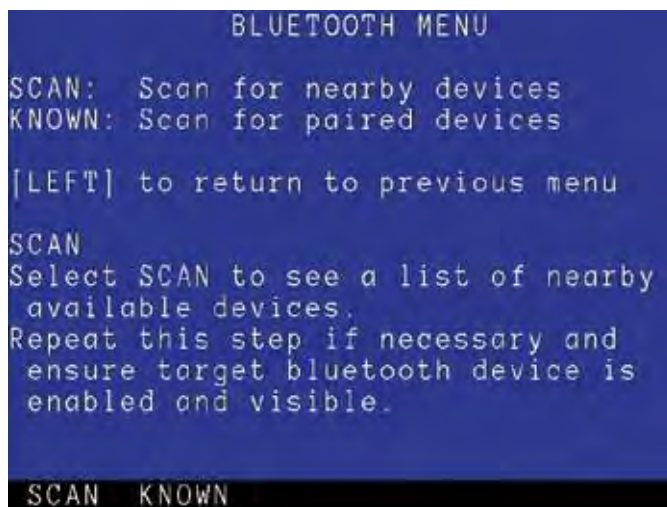 BLUETOOTH MENU
SCAN: Scan for nearby devices
KNOWN: Scan for paired devices
[LEFT] to return to previous menu
SCAN
Select SCAN to see a list of nearby
available devices.
Repeat this step if necessary and
ensure target bluetooth device is
enabled and visible.
SCAN KNOWN